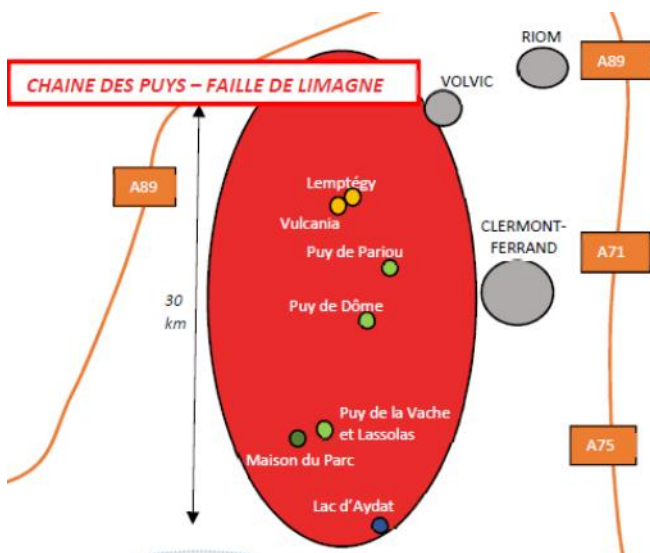 RIOM
A89
CHAINE DES PUYS – FAILLE DE LIMAGNE
VOLVIC
A89
Lemptégy
Vulcania
CLERMONT-
FERRAND
A71
Puy de Pariou
30
km
Puy de Dôme
Puy de la Vache
et Lassolas
A75
Maison du Parc
Lac d'Aydat